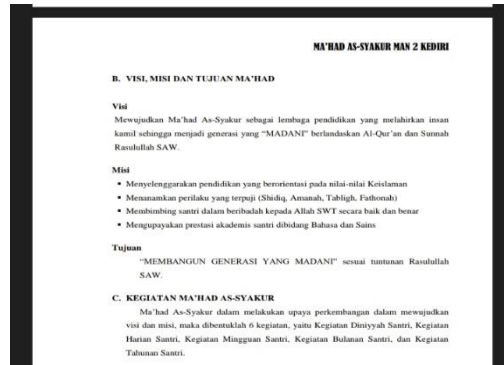 MA'HAD AS-SYAKUR MAN 2 KEDIRI
B. VISI, MISI DAN TUJUAN MA'HAD
Visi
Mewujudkan Ma'had As-Syakur sebagai lembaga pendidikan yang melahirkan insan
kamil sehingga menjadi generasi yang "MADANI" berlandaskan Al-Qur'an dan Sunnah
Rasulullah SAW.
Misi
▪ Menyelenggarakan pendidikan yang berorientasi pada nilai-nilai Keislaman
▪ Menanamkan perilaku yang terpuji (Shidiq, Amanah, Tabligh, Fathonah)
▪ Membimbing santri dalam beribadah kepada Allah SWT secara baik dan benar
▪ Mengupayakan prestasi akademis santri dibidang Bahasa dan Sains
Tujuan
"MEMBANGUN GENERASI YANG MADANI" sesuai tuntunan Rasulullah
SAW.
C. KEGIATAN MA'HAD AS-SYAKUR
Ma'had As-Syakur dalam melakukan upaya perkembangan dalam mewujudkan
visi dan misi, maka dibentuklah 6 kegiatan, yaitu Kegiatan Diniyyah Santri, Kegiatan
Harian Santri, Kegiatan Mingguan Santri, Kegiatan Bulanan Santri, dan Kegiatan
Tahunan Santri.